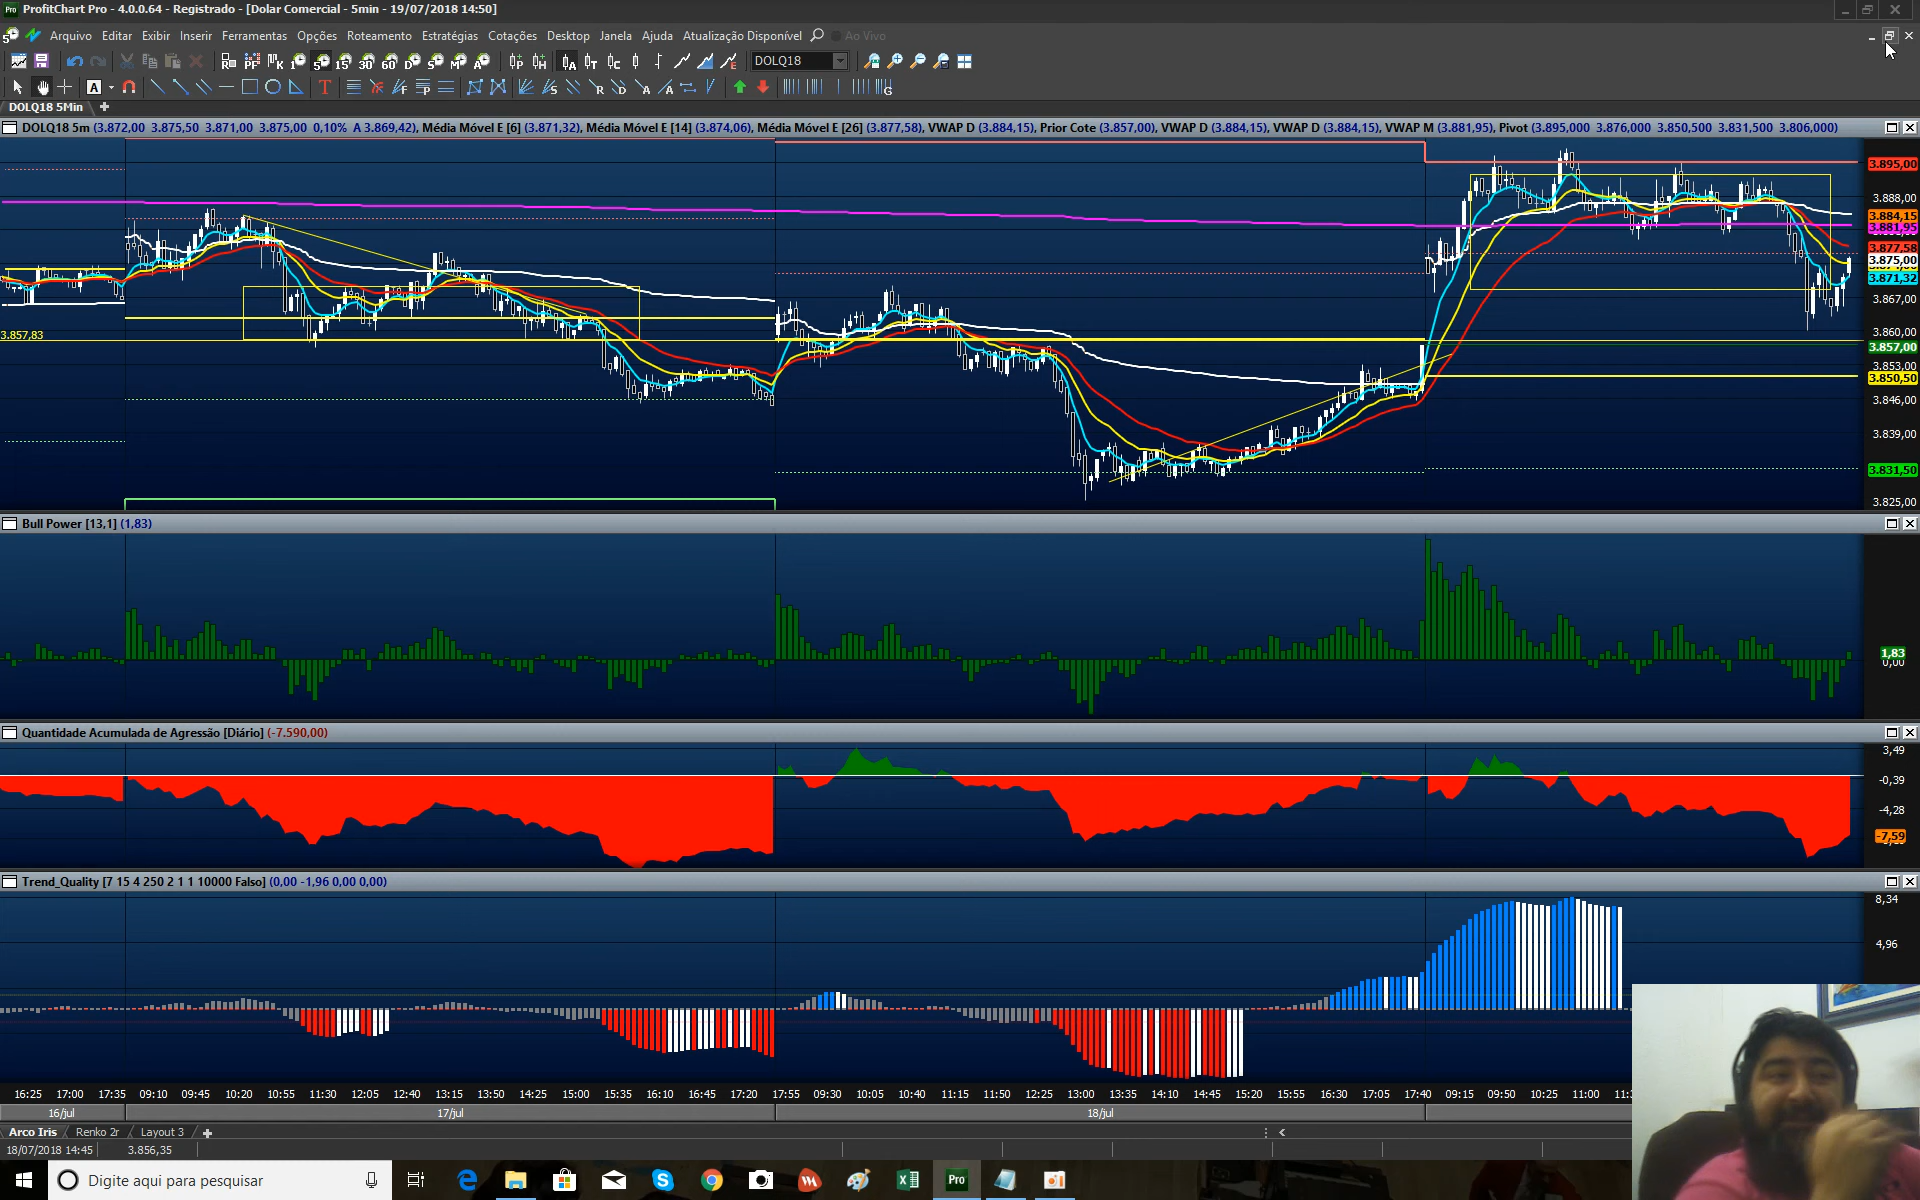 ProfitChart Pro - 4.0.0.64 - Registrado - [Dolar Comercial - 5min - 19/07/2018 14:50]
Arquivo Editar Exibir Inserir Ferramentas Opções Roteamento Estratégias Cotações Desktop Janela Ajuda Atualização Disponível Ao Vivo
DOLQ18
DOLQ18 5Min
DOLQ18 5m (3.872,00 3.875,50 3.871,00 3.875,00 0,10% A 3.869,42), Média Móvel E [6] (3.871,32), Média Móvel E [14] (3.874,06), Média Móvel E [26] (3.877,58), VWAP D (3.884,15), Prior Cote (3.857,00), VWAP D (3.884,15), VWAP D (3.884,15), VWAP M (3.881,95), Pivot (3.895,000 3.876,000 3.850,500 3.831,500 3.806,000)
3.895,00
3.888,00
3.884,15
3.881,95
3.877,58
3.875,00
3.871,32
3.867,00
3.860,00
3.857,83
3.857,00
3.853,00
3.850,50
3.846,00
3.839,00
3.831,50
3.825,00
Bull Power [13,1] (1,83)
1,83
0,00
Quantidade Acumulada de Agressão [Diário] (-7.590,00)
3,49
-0,39
-4,28
-7,59
Trend_Quality [7 15 4 250 2 1 1 10000 Falso] (0,00 -1,96 0,00 0,00)
8,34
4,96
16:25 17:00 17:35 09:10 09:45 10:20 10:55 11:30 12:05 12:40 13:15 13:50 14:25 15:00 15:35 16:10 16:45 17:20 17:55 09:30 10:05 10:40 11:15 11:50 12:25 13:00 13:35 14:10 14:45 15:20 15:55 16:30 17:05 17:40 09:15 09:50 10:25 11:00
16/jul 17/jul 18/jul
Arco Iris Renko 2r Layout 3
18/07/2018 14:45 3.856,35
Digite aqui para pesquisar
Pro